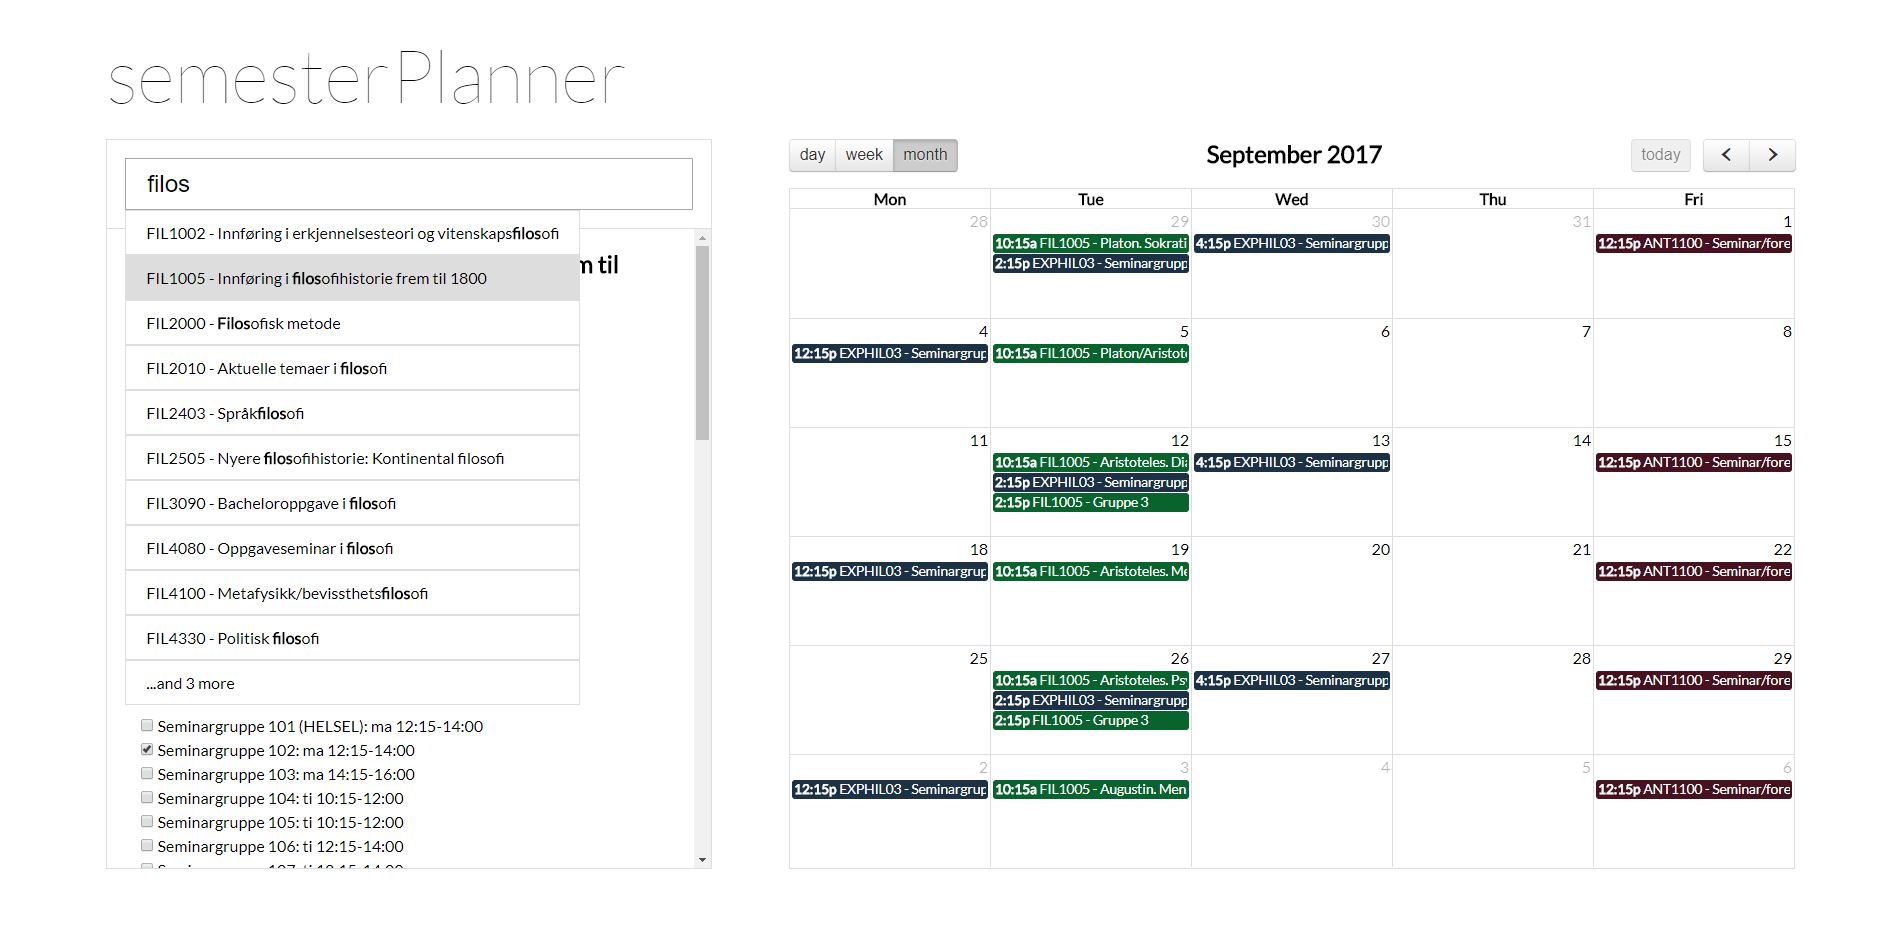 semesterPlanner
filos
FIL1002 - Innføring i erkjennelsesteori og vitenskapsfilosofi
m til
FIL1005 - Innføring i filosofihistorie frem til 1800
FIL2000 - Filosofisk metode
FIL2010 - Aktuelle temaer i filosofi
FIL2403 - Språkfilosofi
FIL2505 - Nyere filosofihistorie: Kontinental filosofi
FIL3090 - Bacheloroppgave i filosofi
FIL4080 - Oppgaveseminar i filosofi
FIL4100 - Metafysikk/bevissthetsfilosofi
FIL4330 - Politisk filosofi
...and 3 more
Seminargruppe 101 (HELSEL): ma 12:15-14:00
Seminargruppe 102: ma 12:15-14:00
Seminargruppe 103: ma 14:15-16:00
Seminargruppe 104: ti 10:15-12:00
Seminargruppe 105: ti 10:15-12:00
Seminargruppe 106: ti 12:15-14:00
day week month September 2017 today
Mon Tue Wed Thu Fri
28 29 30 31 1
10:15a FIL1005 - Platon. Sokrati 4:15p EXPHIL03 - Seminargrupp 12:15p ANT1100 - Seminar/fore
2:15p EXPHIL03 - Seminargrupp
4 5 6 7 8
12:15p EXPHIL03 - Seminargrup 10:15a FIL1005 - Platon/Aristot
11 12 13 14 15
10:15a FIL1005 - Aristoteles. Di 4:15p EXPHIL03 - Seminargrupp 12:15p ANT1100 - Seminar/fore
2:15p EXPHIL03 - Seminargrupp
2:15p FIL1005 - Gruppe 3
18 19 20 21 22
12:15p EXPHIL03 - Seminargrup 10:15a FIL1005 - Aristoteles. Me 12:15p ANT1100 - Seminar/fore
25 26 27 28 29
10:15a FIL1005 - Aristoteles. Psy 4:15p EXPHIL03 - Seminargrupp 12:15p ANT1100 - Seminar/fore
2:15p EXPHIL03 - Seminargrupp
2:15p FIL1005 - Gruppe 3
2 3 4 5 6
12:15p EXPHIL03 - Seminargrup 10:15a FIL1005 - Augustin. Men 12:15p ANT1100 - Seminar/fore